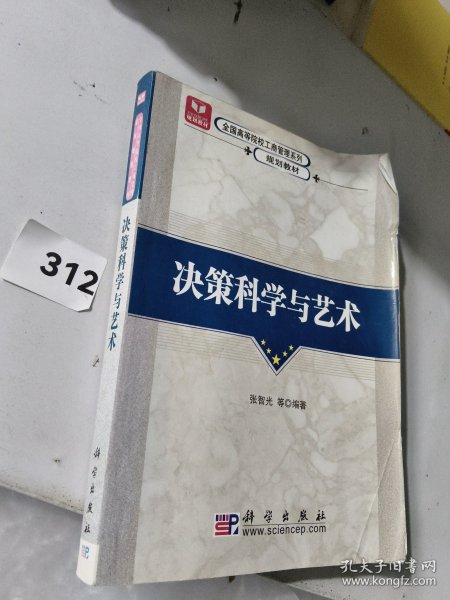 规划教材
全国高等院校工商管理系列
规划教材
决策科学与艺术
张智光 等◎编著
SP 科学出版社
www.sciencep.com
决策科学与艺术
科学出版社
312
孔夫子旧书网
www.kongfz.com